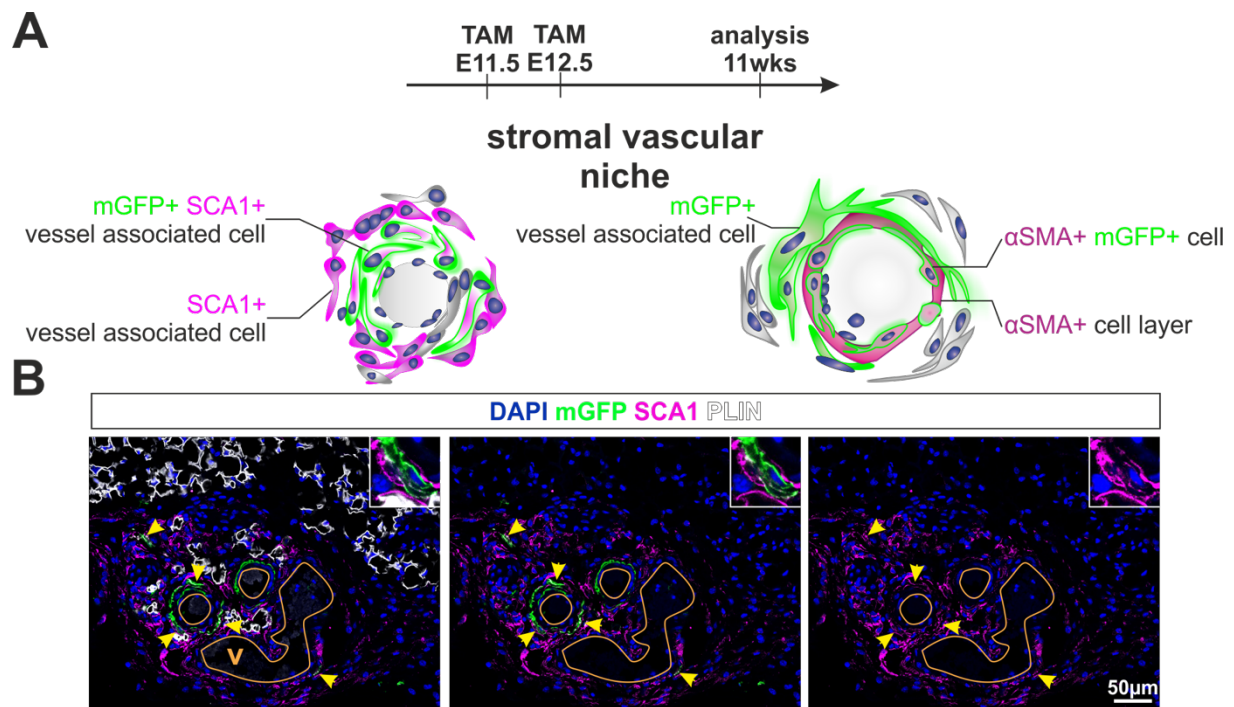 A
TAM TAM analysis
E11.5 E12.5 11wks
stromal vascular
niche
mGFP+ SCA1+
vessel associated cell
SCA1+
vessel associated cell
mGFP+
vessel associated cell
αSMA+ mGFP+ cell
αSMA+ cell layer
B
DAPI mGFP SCA1 PLIN
V
50µm